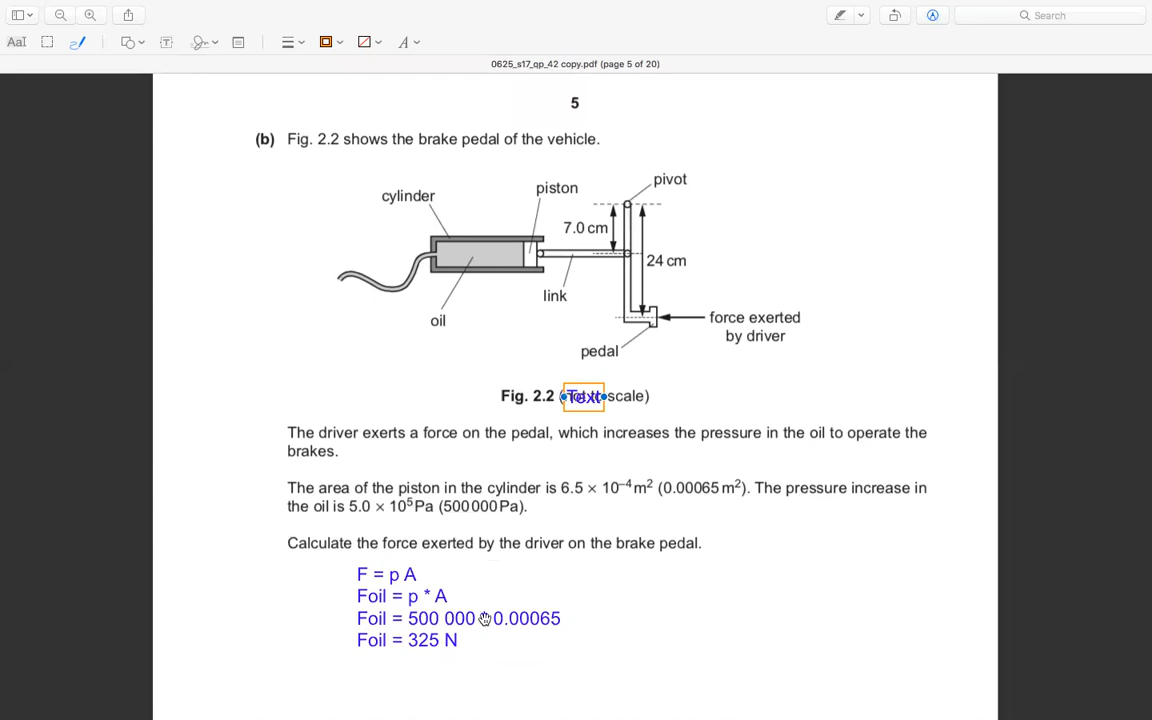 Search
AaI
T
A
0625_s17_qp_42 copy.pdf (page 5 of 20)
5
(b) Fig. 2.2 shows the brake pedal of the vehicle.
pivot
piston
cylinder
7.0 cm
24 cm
link
oil
force exerted
by driver
pedal
Fig. 2.2 (not to scale)
Text
The driver exerts a force on the pedal, which increases the pressure in the oil to operate the
brakes.
The area of the piston in the cylinder is 6.5 × 10⁻⁴ m² (0.00065 m²). The pressure increase in
the oil is 5.0 × 10⁵ Pa (500 000 Pa).
Calculate the force exerted by the driver on the brake pedal.
F = p A
Foil = p * A
Foil = 500 000 0.00065
Foil = 325 N